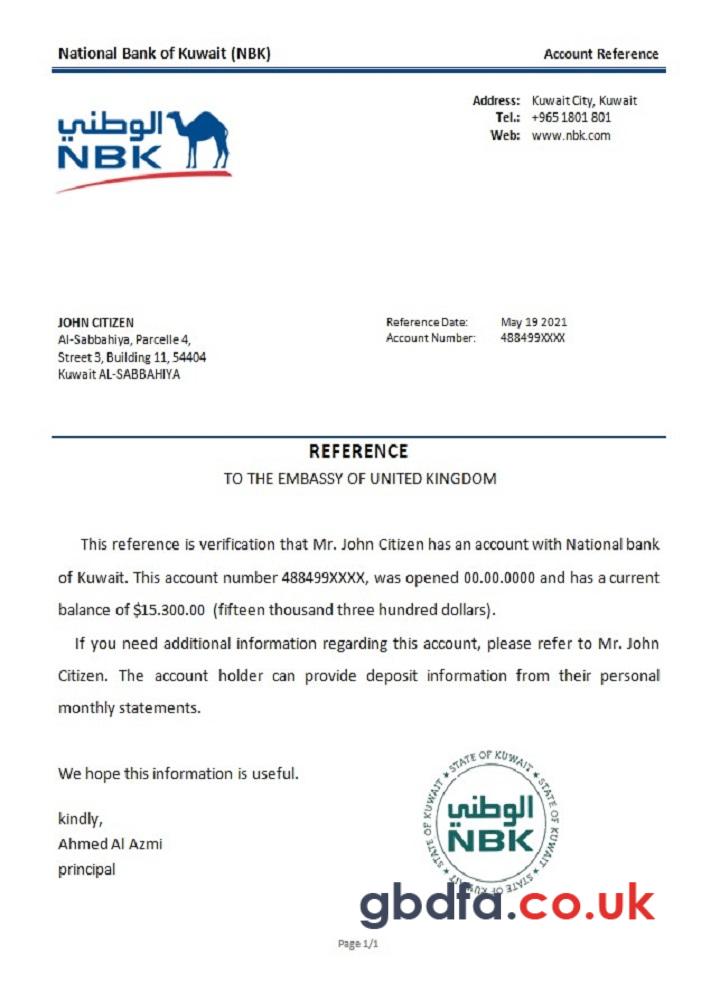 National Bank of Kuwait (NBK) Account Reference
الوطني
NBK
Address: Kuwait City, Kuwait
Tel.: +965 1801 801
Web: www.nbk.com
JOHN CITIZEN
Al-Sabbahiya, Parcelle 4,
Street 3, Building 11, 54404
Kuwait AL-SABBAHIYA
Reference Date: May 19 2021
Account Number: 488499XXXX
REFERENCE
TO THE EMBASSY OF UNITED KINGDOM
This reference is verification that Mr. John Citizen has an account with National bank
of Kuwait. This account number 488499XXXX, was opened 00.00.0000 and has a current
balance of $15.300.00 (fifteen thousand three hundred dollars).
If you need additional information regarding this account, please refer to Mr. John
Citizen. The account holder can provide deposit information from their personal
monthly statements.
We hope this information is useful.
kindly,
Ahmed Al Azmi
principal
STATE OF KUWAIT ★ STATE OF KUWAIT ★ STATE OF KUWAIT ★ STATE OF KUWAIT ★
الوطني
NBK
gbdfa.co.uk
Page 1/1